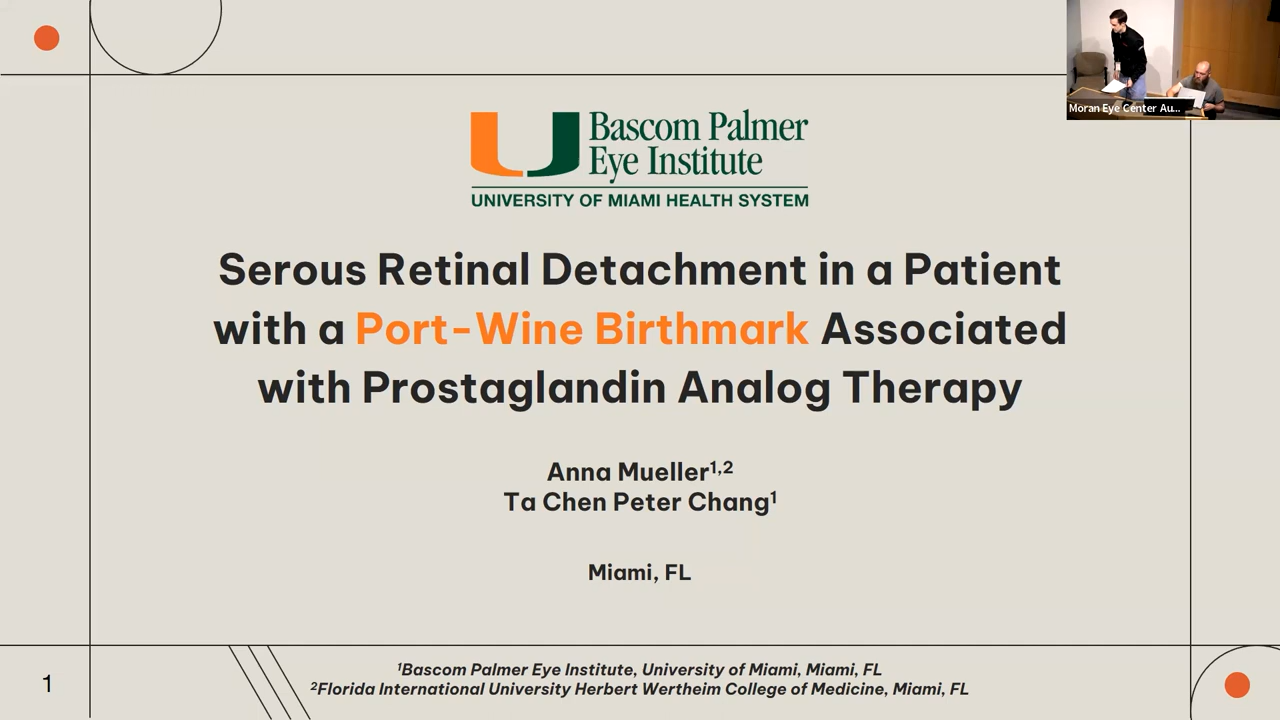 Moran Eye Center Au...
Bascom Palmer
Eye Institute
UNIVERSITY OF MIAMI HEALTH SYSTEM
Serous Retinal Detachment in a Patient
with a Port-Wine Birthmark Associated
with Prostaglandin Analog Therapy
Anna Mueller¹,²
Ta Chen Peter Chang¹
Miami, FL
¹Bascom Palmer Eye Institute, University of Miami, Miami, FL
²Florida International University Herbert Wertheim College of Medicine, Miami, FL
1